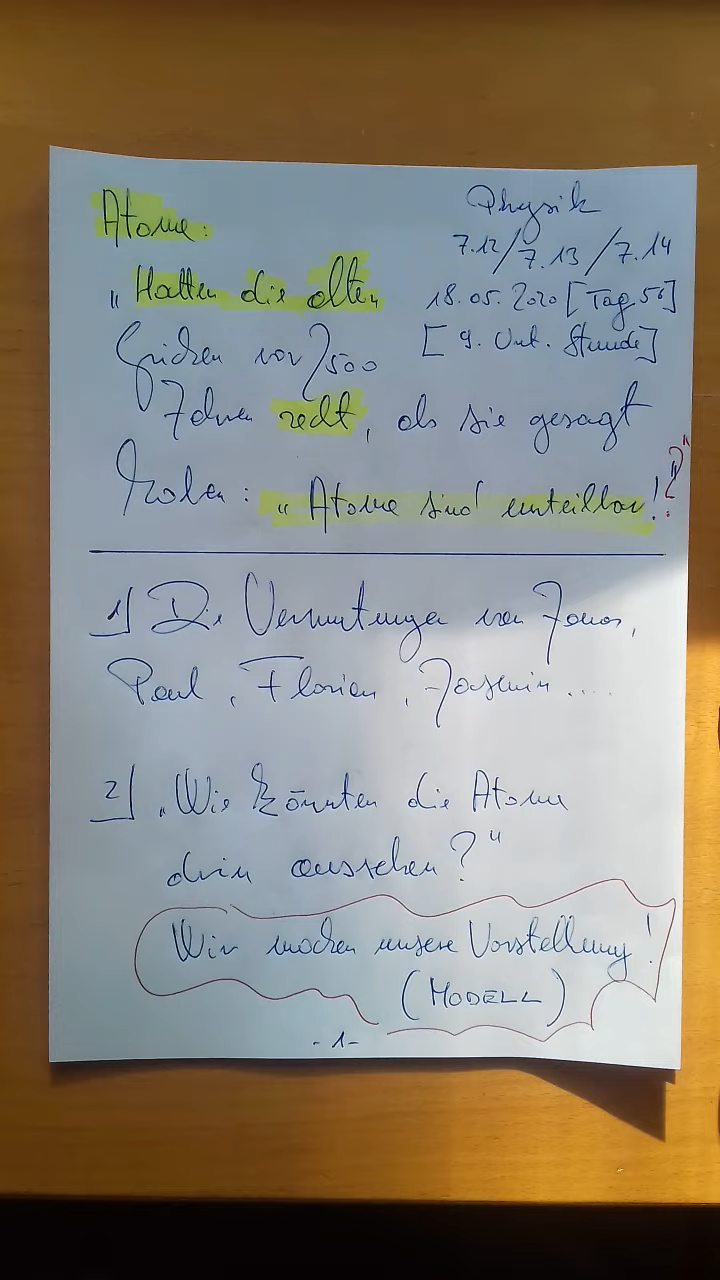 Atome:
Physik
7.12/7.13/7.14
„Hatten die alten
18.05.2020 [Tag 56]
Griechen vor 2500
[9. Unt. Stunde]
Jahren recht, als sie gesagt
haben: „Atome sind unteilbar!“?“
1) Die Vermutungen von Jonas,
Paul, Florian, Jasmin ....
2) „Wie könnten die Atome
drin aussehen?“
Wir machen unsere Vorstellung!
(MODELL)
-1-